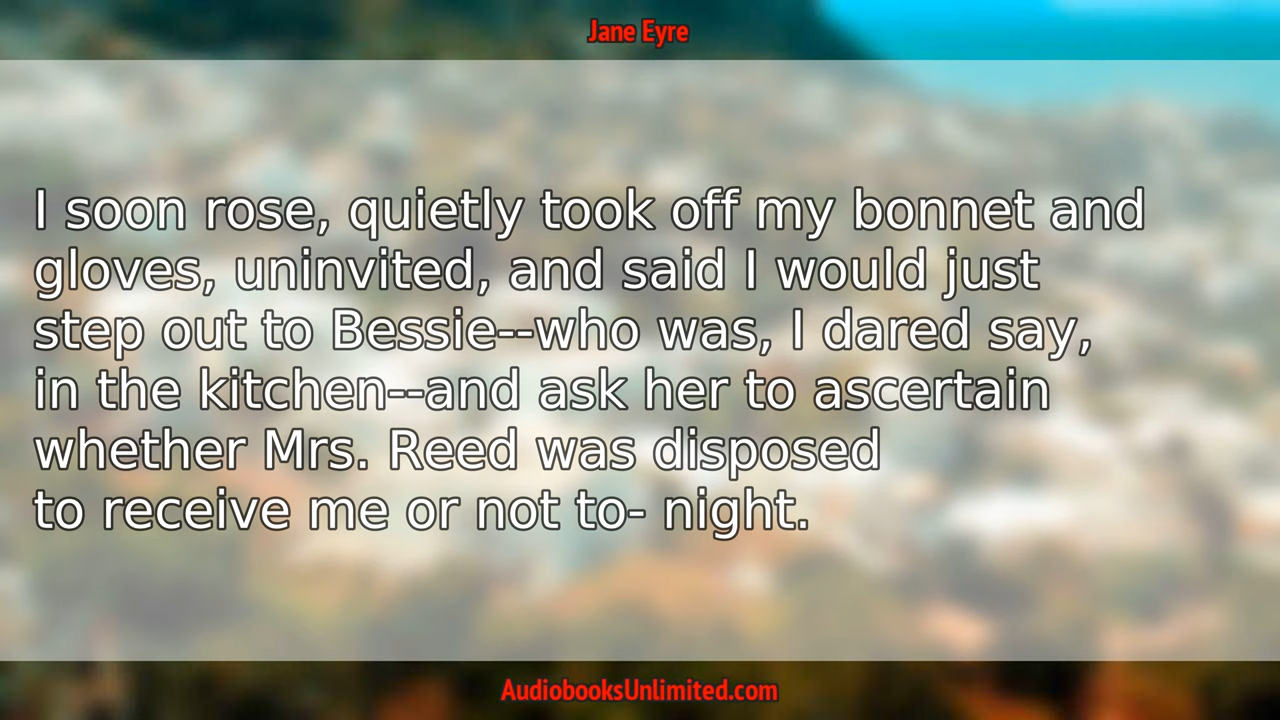 Jane Eyre
I soon rose, quietly took off my bonnet and
gloves, uninvited, and said I would just
step out to Bessie--who was, I dared say,
in the kitchen--and ask her to ascertain
whether Mrs. Reed was disposed
to receive me or not to- night.
AudiobooksUnlimited.com